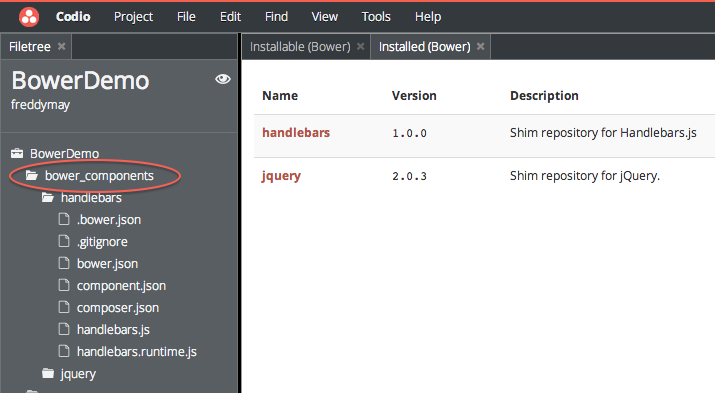 Codio Project File Edit Find View Tools Help
Filetree ×
Installable (Bower) × Installed (Bower) ×
BowerDemo
freddymay
BowerDemo
bower_components
handlebars
.bower.json
.gitignore
bower.json
component.json
composer.json
handlebars.js
handlebars.runtime.js
jquery
Name Version Description
handlebars 1.0.0 Shim repository for Handlebars.js
jquery 2.0.3 Shim repository for jQuery.